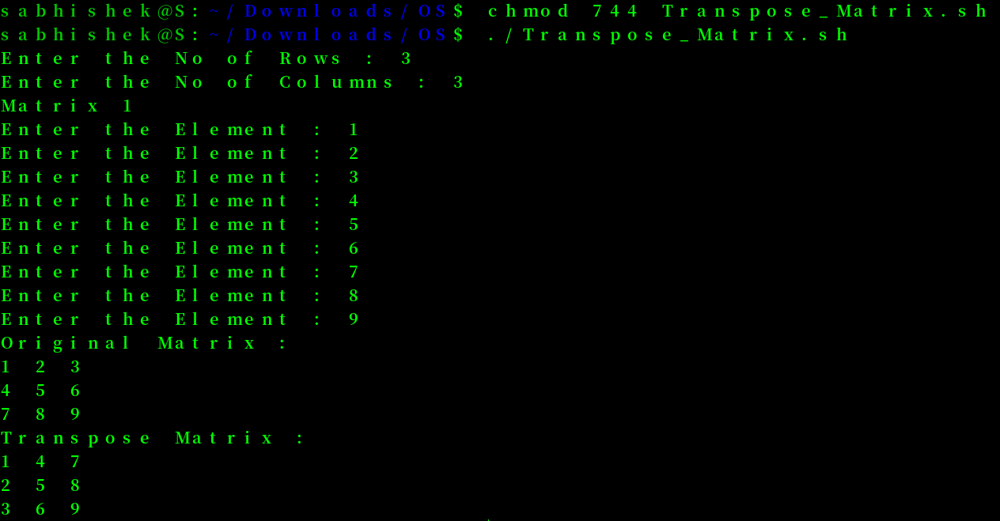 sabhishek@S:~/Downloads/OS$ chmod 744 Transpose_Matrix.sh
sabhishek@S:~/Downloads/OS$ ./Transpose_Matrix.sh
Enter the No of Rows : 3
Enter the No of Columns : 3
Matrix 1
Enter the Element : 1
Enter the Element : 2
Enter the Element : 3
Enter the Element : 4
Enter the Element : 5
Enter the Element : 6
Enter the Element : 7
Enter the Element : 8
Enter the Element : 9
Original Matrix :
1 2 3
4 5 6
7 8 9
Transpose Matrix :
1 4 7
2 5 8
3 6 9